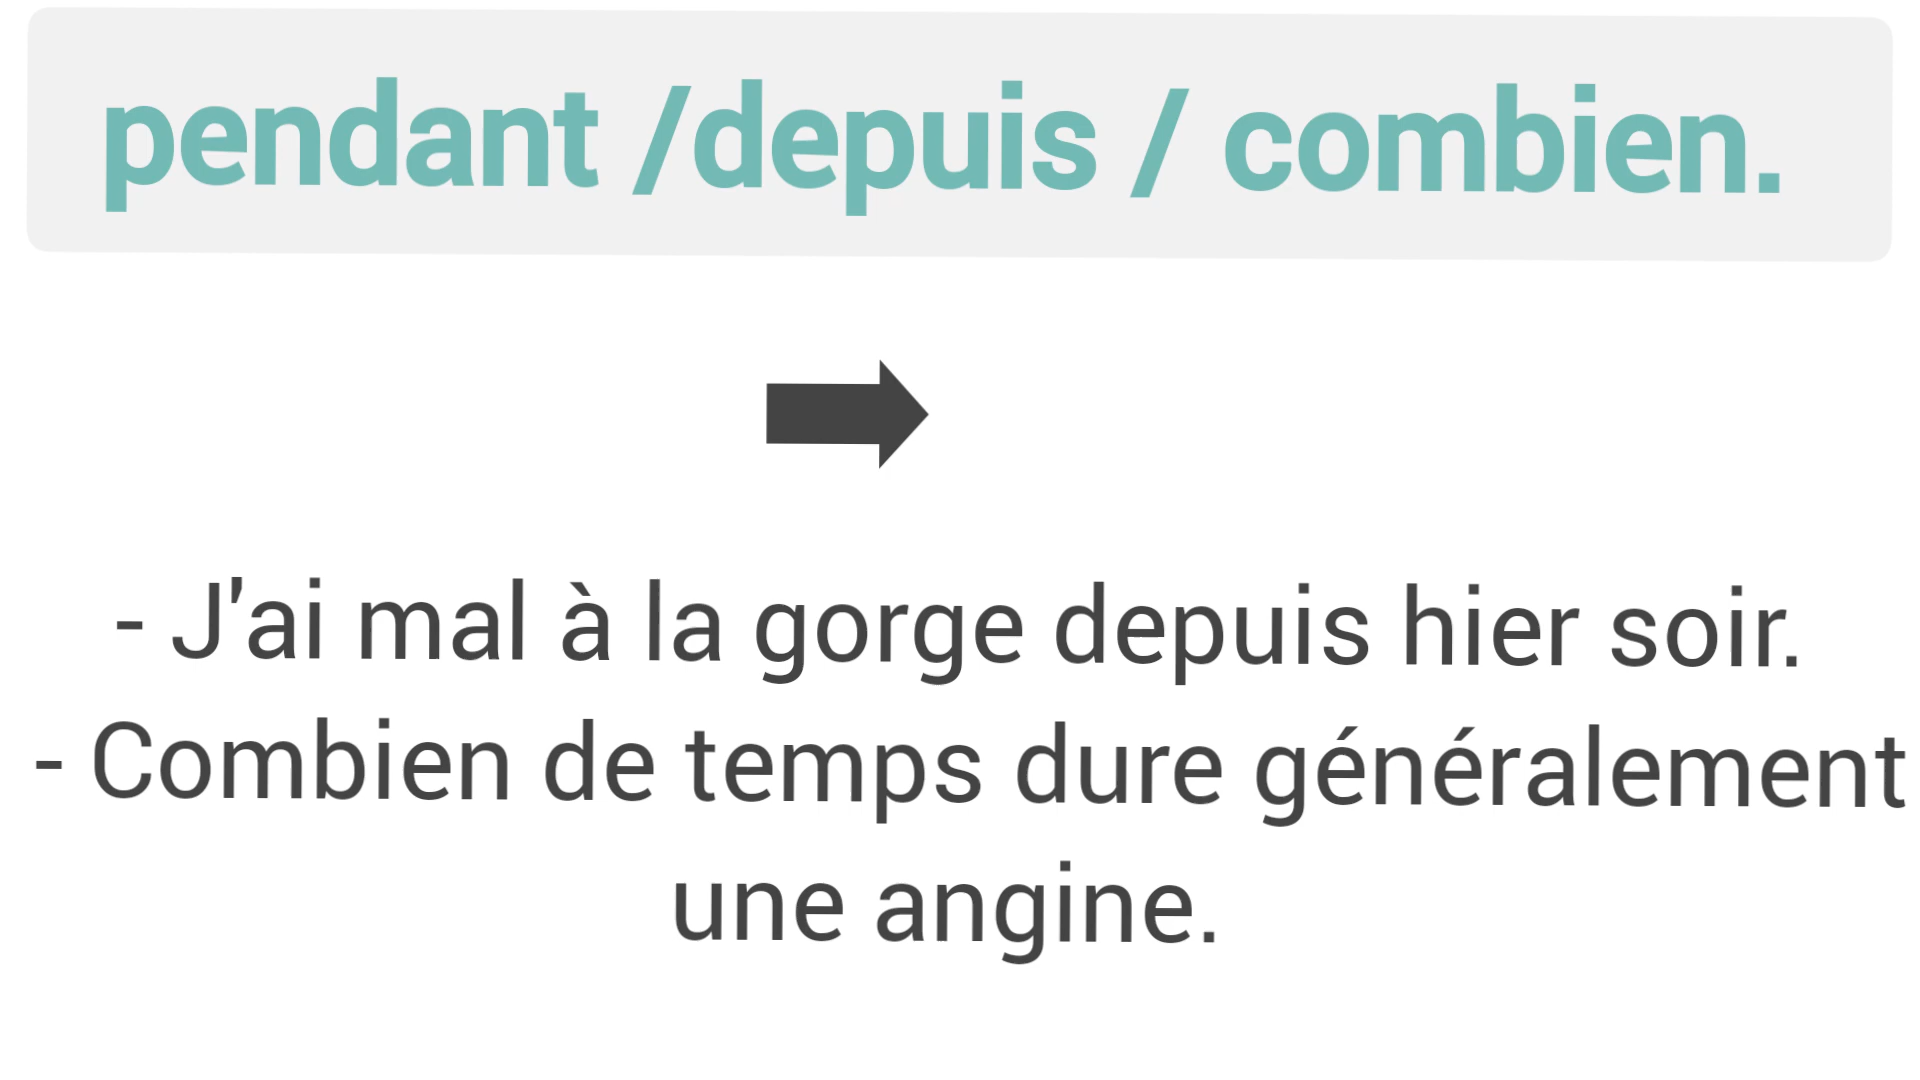 pendant /depuis / combien.
- J'ai mal à la gorge depuis hier soir.
- Combien de temps dure généralement
une angine.